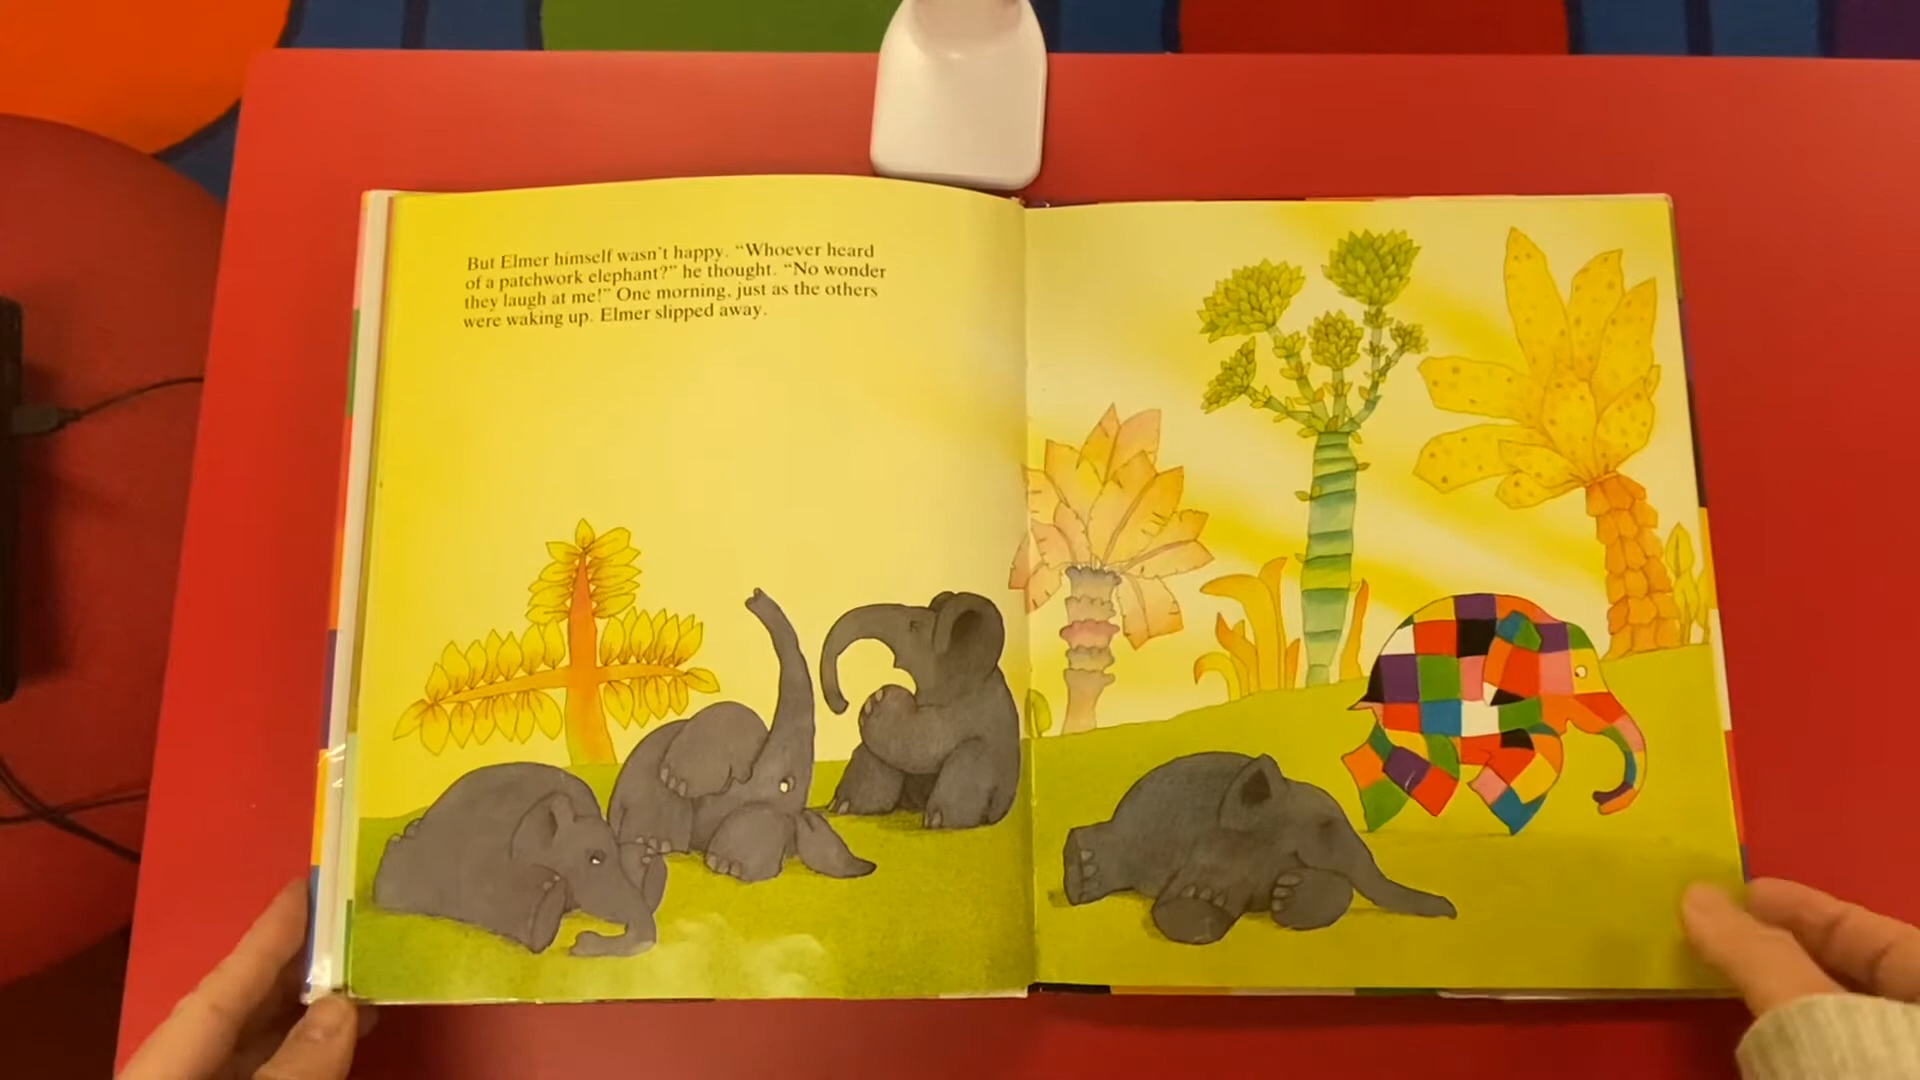 But Elmer himself wasn't happy. “Whoever heard
of a patchwork elephant?” he thought. “No wonder
they laugh at me!” One morning, just as the others
were waking up, Elmer slipped away.